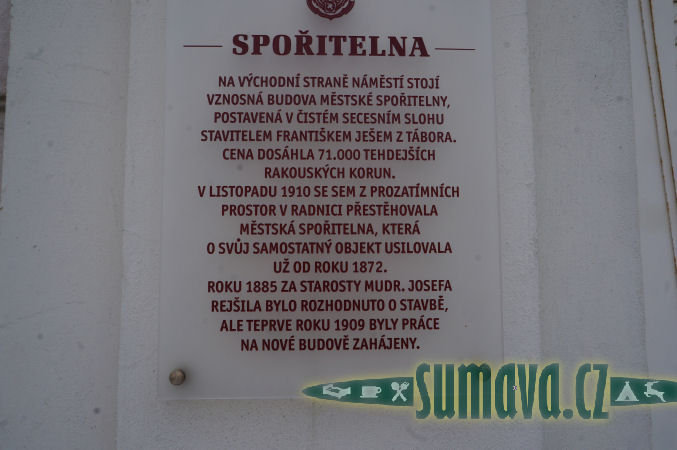 SPOŘITELNA
NA VÝCHODNÍ STRANĚ NÁMĚSTÍ STOJÍ
VZNOSNÁ BUDOVA MĚSTSKÉ SPOŘITELNY,
POSTAVENÁ V ČISTÉM SECESNÍM SLOHU
STAVITELEM FRANTIŠKEM JEŠEM Z TÁBORA.
CENA DOSÁHLA 71.000 TEHDEJŠÍCH
RAKOUSKÝCH KORUN.
V LISTOPADU 1910 SE SEM Z PROZATÍMNÍCH
PROSTOR V RADNICI PŘESTĚHOVALA
MĚSTSKÁ SPOŘITELNA, KTERÁ
O SVŮJ SAMOSTATNÝ OBJEKT USILOVALA
UŽ OD ROKU 1872.
ROKU 1885 ZA STAROSTY MUDR. JOSEFA
REJŠILA BYLO ROZHODNUTO O STAVBĚ,
ALE TEPRVE ROKU 1909 BYLY PRÁCE
NA NOVÉ BUDOVĚ ZAHÁJENY.
sumava.cz